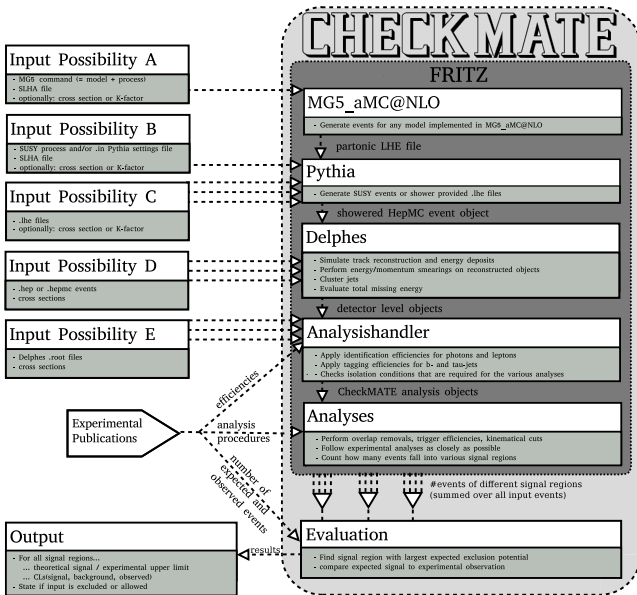 CHECKMATE
FRITZ
Input Possibility A
- MG5 command (= model + process)
- SLHA file
- optionally: cross section or K-factor
Input Possibility B
- SUSY process and/or .in Pythia settings file
- SLHA file
- optionally: cross section or K-factor
Input Possibility C
- .lhe files
- optionally: cross section or K-factor
Input Possibility D
- .hep or .hepmc events
- cross sections
Input Possibility E
- Delphes .root files
- cross sections
Experimental
Publications
efficiencies
analysis
procedures
number of
expected and
observed events
MG5_aMC@NLO
- Generate events for any model implemented in MG5_aMC@NLO
partonic LHE file
Pythia
- Generate SUSY events or shower provided .lhe files
showered HepMC event object
Delphes
- Simulate track reconstruction and energy deposits
- Perform energy/momentum smearings on reconstructed objects
- Cluster jets
- Evaluate total missing energy
detector level objects
Analysishandler
- Apply identification efficiencies for photons and leptons
- Apply tagging efficiencies for b- and tau-jets
- Checks isolation conditions that are required for the various analyses
CheckMATE analysis objects
Analyses
- Perform overlap removals, trigger efficiencies, kinematical cuts
- Follow experimental analyses as closely as possible
- Count how many events fall into various signal regions
#events of different signal regions
(summed over all input events)
Evaluation
- Find signal region with largest expected exclusion potential
- compare expected signal to experimental observation
results
Output
- For all signal regions...
... theoretical signal / experimental upper limit
... CLs(signal, background, observed)
- State if input is excluded or allowed